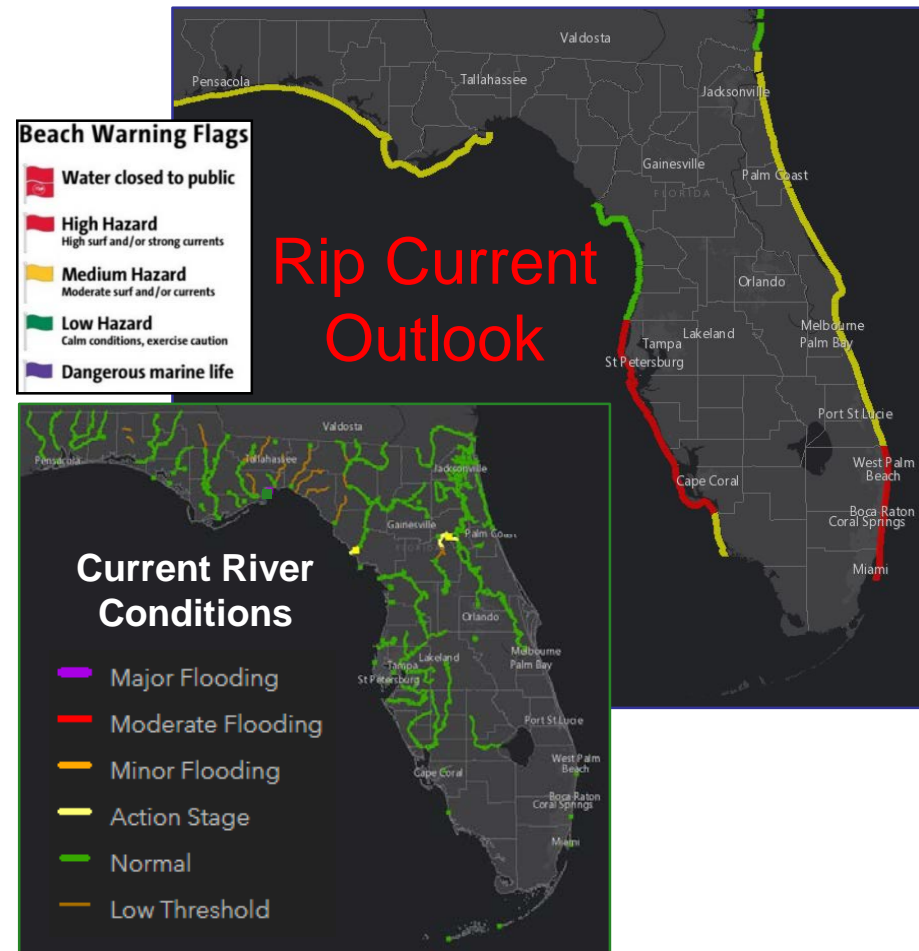 Valdosta
Pensacola
Tallahassee
Jacksonville
Gainesville
FLORIDA
Palm Coast
Orlando
Melbourne
Palm Bay
Lakeland
Tampa
St Petersburg
Port St Lucie
Cape Coral
West Palm
Beach
Boca Raton
Coral Springs
Miami
Rip Current
Outlook
Beach Warning Flags
Water closed to public
High Hazard
High surf and/or strong currents
Medium Hazard
Moderate surf and/or currents
Low Hazard
Calm conditions, exercise caution
Dangerous marine life
Valdosta
Pensacola
Tallahassee
Jacksonville
Gainesville
Palm
Orlando
Melbourne
Palm Bay
Lakeland
Tampa
St Petersburg
Port St Lucie
Cape Coral
West Palm
Beach
Boca Raton
Coral Springs
Miami
Current River
Conditions
Major Flooding
Moderate Flooding
Minor Flooding
Action Stage
Normal
Low Threshold